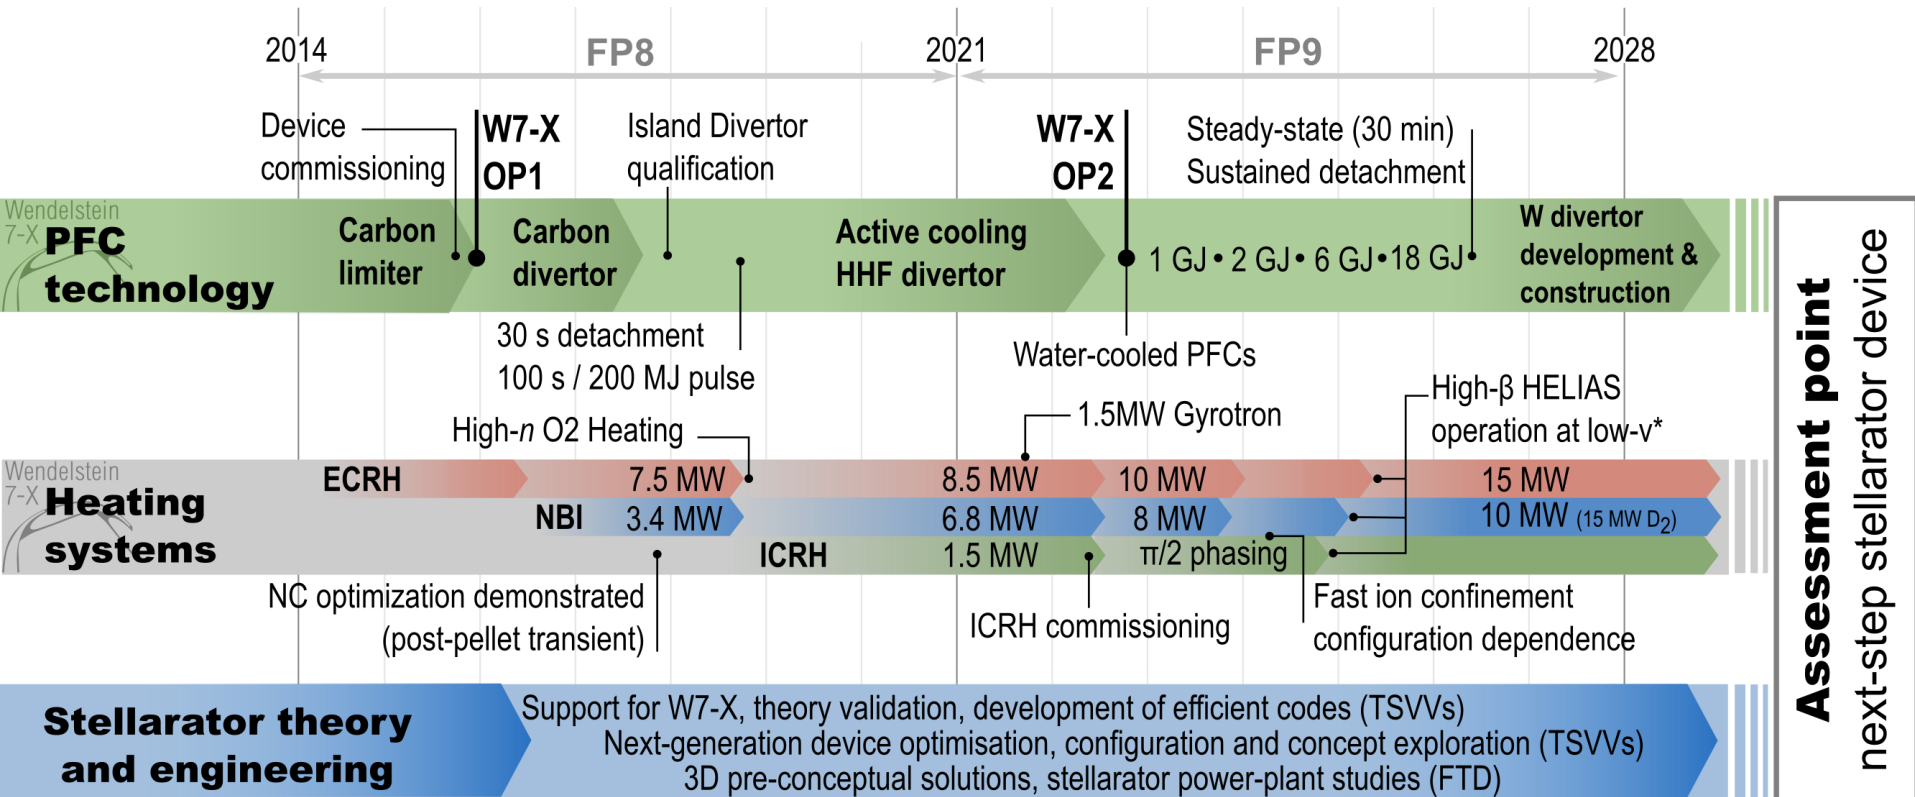 2014
FP8
2021
FP9
2028
Device
commissioning
W7-X
OP1
Island Divertor
qualification
W7-X
OP2
Steady-state (30 min)
Sustained detachment
Wendelstein
7-X
PFC
technology
Carbon
limiter
Carbon
divertor
Active cooling
HHF divertor
1 GJ • 2 GJ • 6 GJ • 18 GJ
W divertor
development &
construction
30 s detachment
100 s / 200 MJ pulse
Water-cooled PFCs
High-n O2 Heating
1.5MW Gyrotron
High-β HELIAS
operation at low-ν*
Wendelstein
7-X
Heating
systems
ECRH 7.5 MW 8.5 MW 10 MW 15 MW
NBI 3.4 MW 6.8 MW 8 MW 10 MW (15 MW D₂)
ICRH 1.5 MW π/2 phasing
NC optimization demonstrated
(post-pellet transient)
ICRH commissioning
Fast ion confinement
configuration dependence
Stellarator theory
and engineering
Support for W7-X, theory validation, development of efficient codes (TSVVs)
Next-generation device optimisation, configuration and concept exploration (TSVVs)
3D pre-conceptual solutions, stellarator power-plant studies (FTD)
Assessment point
next-step stellarator device